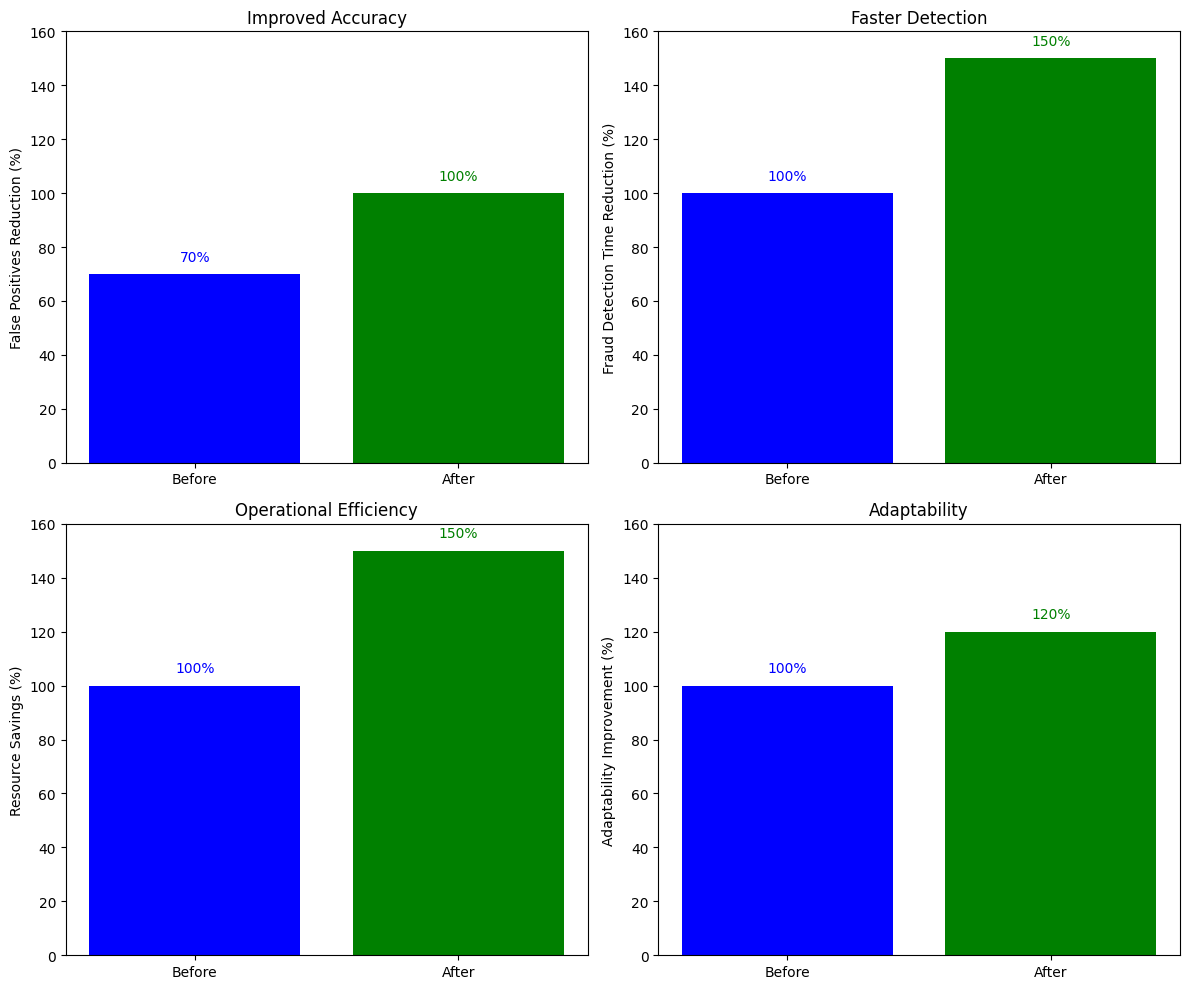 Improved Accuracy
False Positives Reduction (%)
160
140
120
100
80
60
40
20
0
70%
100%
Before
After
Faster Detection
Fraud Detection Time Reduction (%)
160
140
120
100
80
60
40
20
0
100%
150%
Before
After
Operational Efficiency
Resource Savings (%)
160
140
120
100
80
60
40
20
0
100%
150%
Before
After
Adaptability
Adaptability Improvement (%)
160
140
120
100
80
60
40
20
0
100%
120%
Before
After